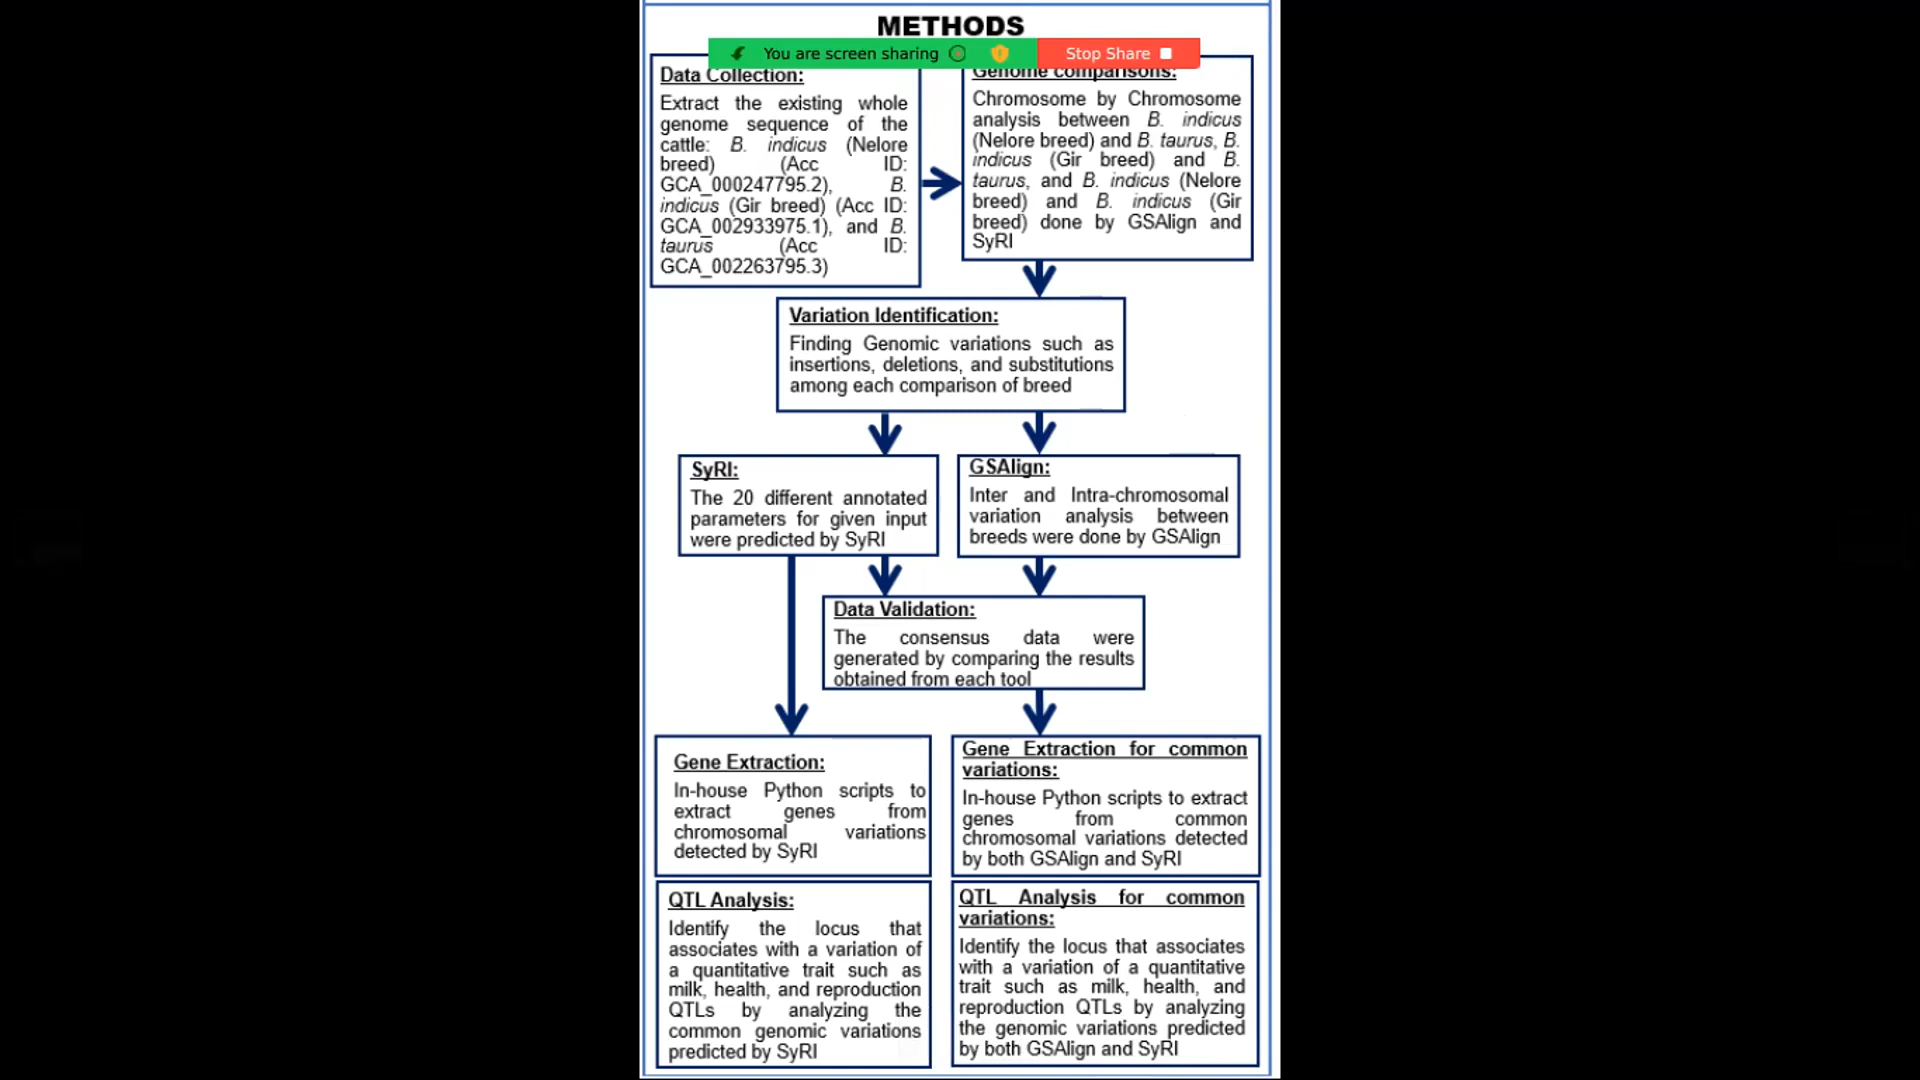 METHODS
You are screen sharing
Stop Share
Data Collection:
Extract the existing whole
genome sequence of the
cattle: B. indicus (Nelore
breed) (Acc ID:
GCA_000247795.2), B.
indicus (Gir breed) (Acc ID:
GCA_002933975.1), and B.
taurus (Acc ID:
GCA_002263795.3)
Genome comparisons:
Chromosome by Chromosome
analysis between B. indicus
(Nelore breed) and B. taurus, B.
indicus (Gir breed) and B.
taurus, and B. indicus (Nelore
breed) and B. indicus (Gir
breed) done by GSAlign and
SyRI
Variation Identification:
Finding Genomic variations such as
insertions, deletions, and substitutions
among each comparison of breed
SyRI:
The 20 different annotated
parameters for given input
were predicted by SyRI
GSAlign:
Inter and Intra-chromosomal
variation analysis between
breeds were done by GSAlign
Data Validation:
The consensus data were
generated by comparing the results
obtained from each tool
Gene Extraction:
In-house Python scripts to
extract genes from
chromosomal variations
detected by SyRI
Gene Extraction for common
variations:
In-house Python scripts to extract
genes from common
chromosomal variations detected
by both GSAlign and SyRI
QTL Analysis:
Identify the locus that
associates with a variation of
a quantitative trait such as
milk, health, and reproduction
QTLs by analyzing the
common genomic variations
predicted by SyRI
QTL Analysis for common
variations:
Identify the locus that associates
with a variation of a quantitative
trait such as milk, health, and
reproduction QTLs by analyzing
the genomic variations predicted
by both GSAlign and SyRI